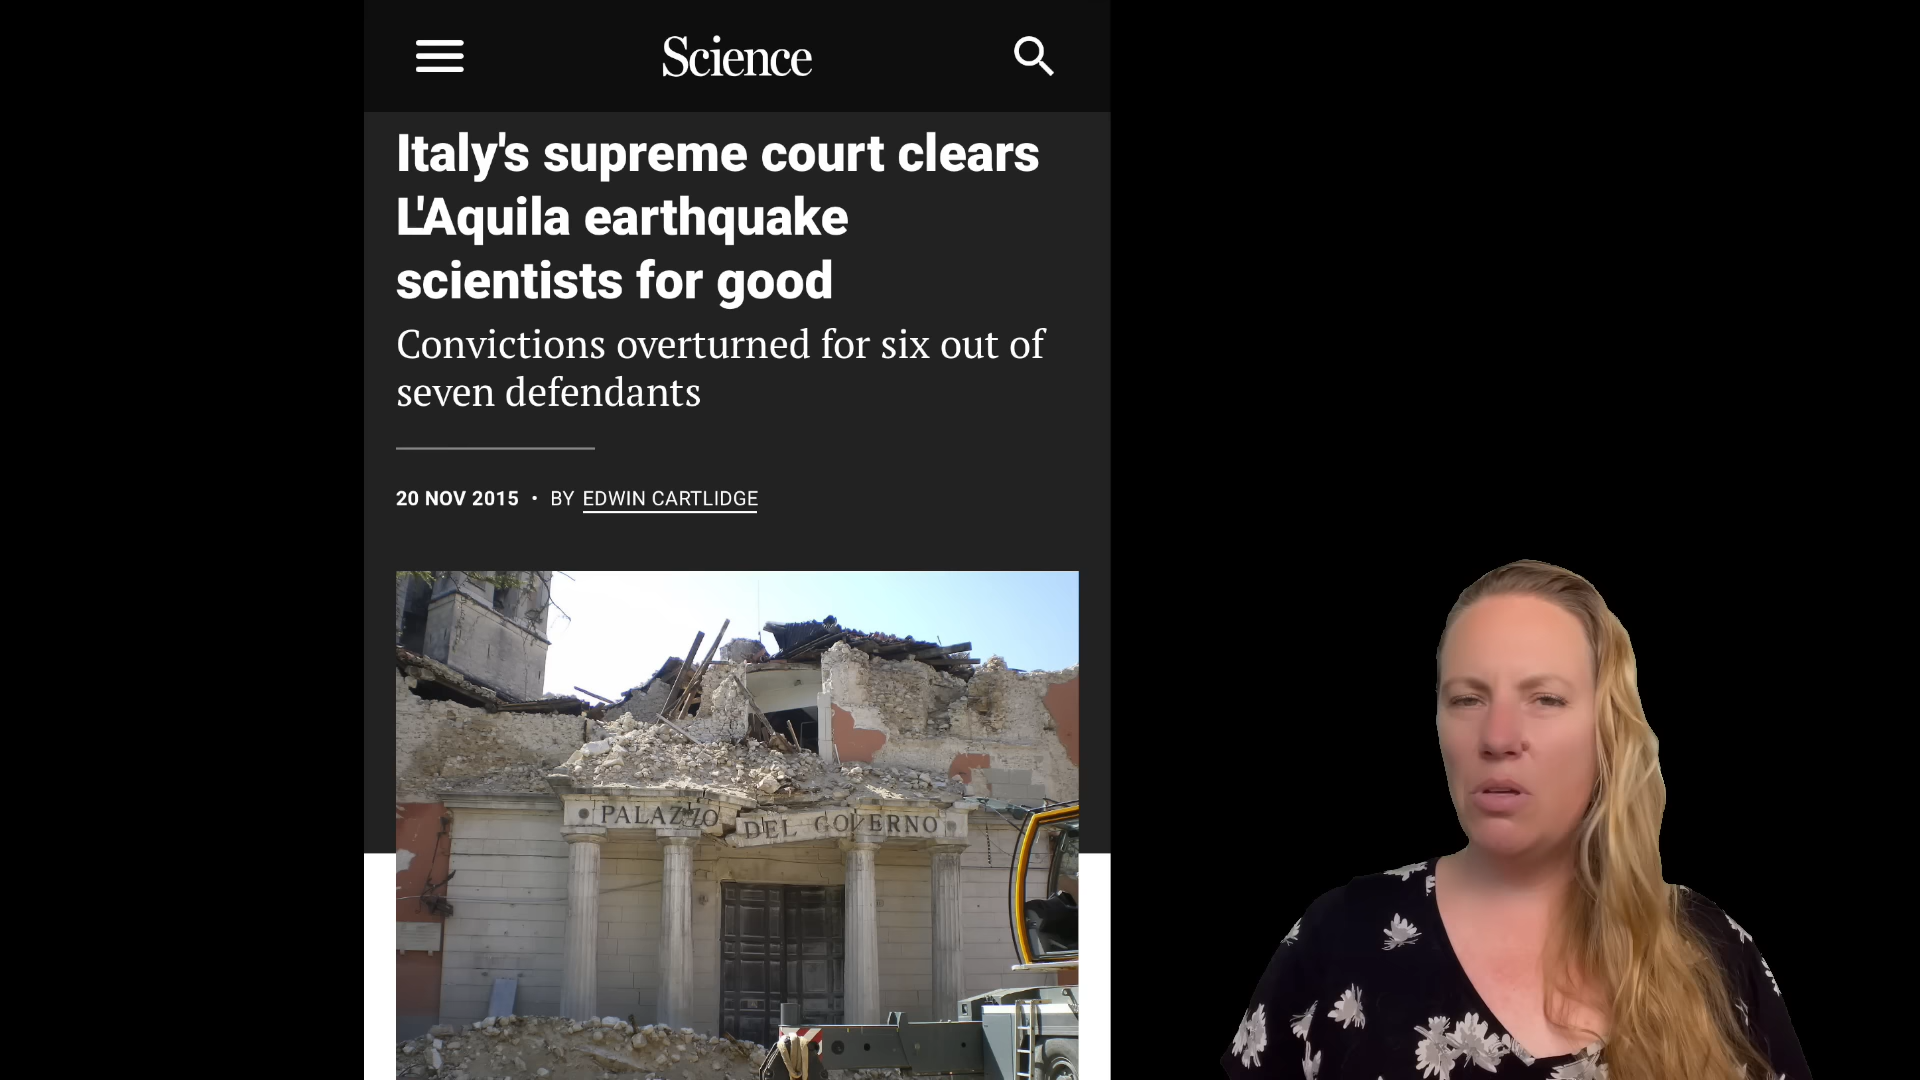 Science
Italy's supreme court clears
L'Aquila earthquake
scientists for good
Convictions overturned for six out of
seven defendants
20 NOV 2015 • BY EDWIN CARTLIDGE
PALAZZO DEL GOVERNO